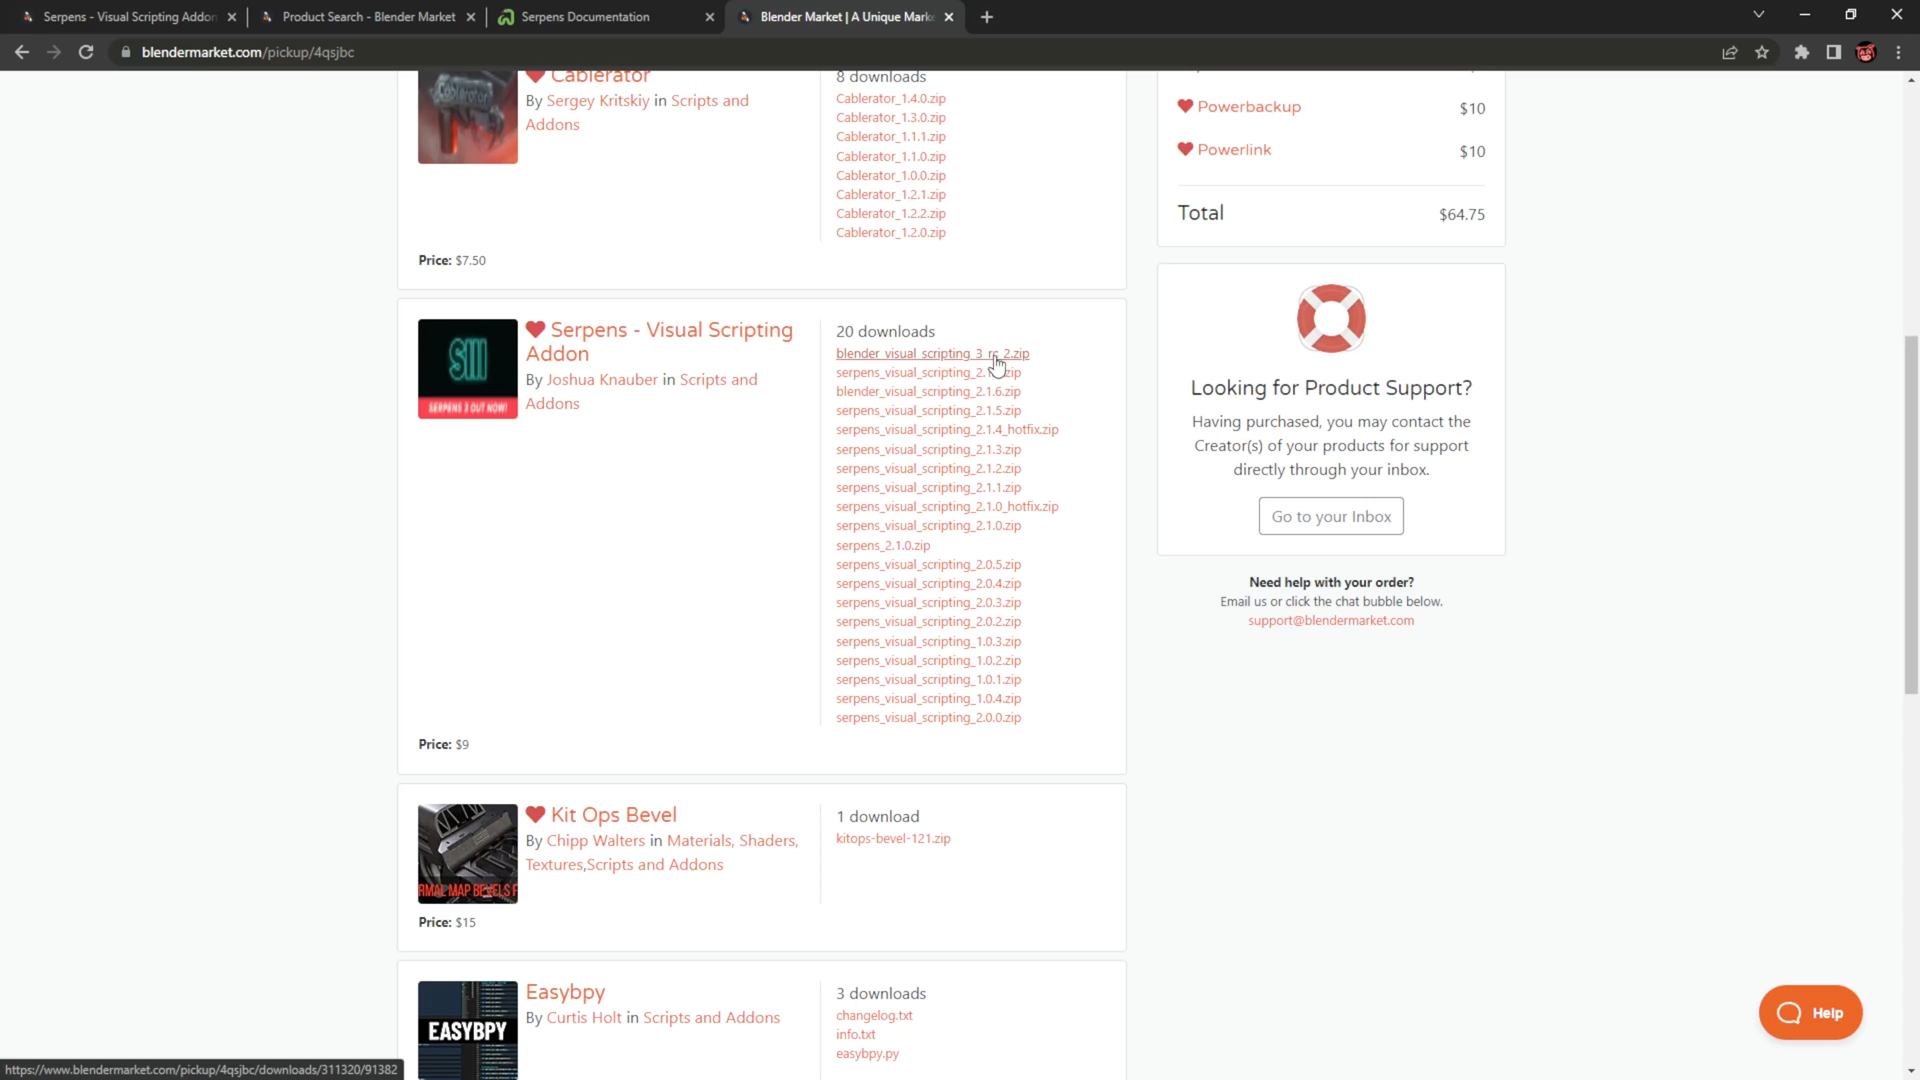 Serpens - Visual Scripting Addon
Product Search - Blender Market
Serpens Documentation
Blender Market | A Unique Mark
blendermarket.com/pickup/4qsjbc
Cablerator
By Sergey Kritskiy in Scripts and
Addons
8 downloads
Cablerator_1.4.0.zip
Cablerator_1.3.0.zip
Cablerator_1.1.1.zip
Cablerator_1.1.0.zip
Cablerator_1.0.0.zip
Cablerator_1.2.1.zip
Cablerator_1.2.2.zip
Cablerator_1.2.0.zip
Price: $7.50
SIII
SERPENS 3 OUT NOW!
Serpens - Visual Scripting
Addon
By Joshua Knauber in Scripts and
Addons
20 downloads
blender_visual_scripting_3_rc_2.zip
blender_visual_scripting_2.1.6.zip
serpens_visual_scripting_2.1.5.zip
serpens_visual_scripting_2.1.4_hotfix.zip
serpens_visual_scripting_2.1.3.zip
serpens_visual_scripting_2.1.2.zip
serpens_visual_scripting_2.1.1.zip
serpens_visual_scripting_2.1.0_hotfix.zip
serpens_visual_scripting_2.1.0.zip
serpens_2.1.0.zip
serpens_visual_scripting_2.0.5.zip
serpens_visual_scripting_2.0.4.zip
serpens_visual_scripting_2.0.3.zip
serpens_visual_scripting_2.0.2.zip
serpens_visual_scripting_1.0.3.zip
serpens_visual_scripting_1.0.2.zip
serpens_visual_scripting_1.0.1.zip
serpens_visual_scripting_1.0.4.zip
serpens_visual_scripting_2.0.0.zip
Price: $9
RMAL MAP BEVELS F
Kit Ops Bevel
By Chipp Walters in Materials, Shaders,
Textures,Scripts and Addons
1 download
kitops-bevel-121.zip
Price: $15
EASYBPY
Easybpy
By Curtis Holt in Scripts and Addons
3 downloads
changelog.txt
info.txt
easybpy.py
Powerbackup $10
Powerlink $10
Total $64.75
Looking for Product Support?
Having purchased, you may contact the
Creator(s) of your products for support
directly through your inbox.
Go to your Inbox
Need help with your order?
Email us or click the chat bubble below.
support@blendermarket.com
Help
https://www.blendermarket.com/pickup/4qsjbc/downloads/311320/91382